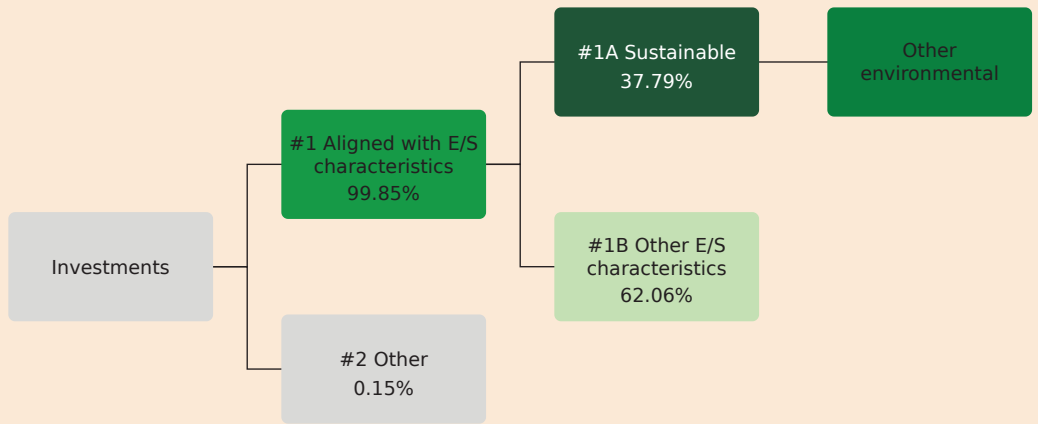 Investments
#1 Aligned with E/S
characteristics
99.85%
#2 Other
0.15%
#1A Sustainable
37.79%
#1B Other E/S
characteristics
62.06%
Other
environmental